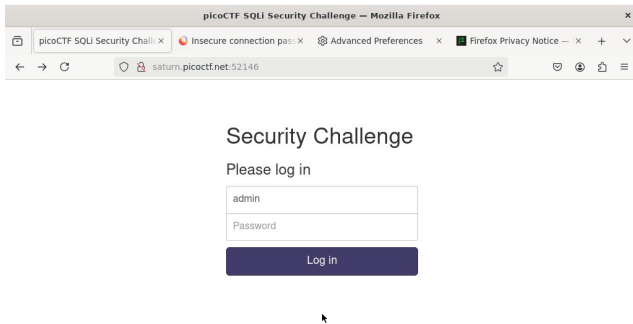 picoCTF SQLi Security Challenge — Mozilla Firefox
picoCTF SQLi Security Chall
Insecure connection pas
Advanced Preferences
Firefox Privacy Notice —
saturn.picoctf.net:52146
Security Challenge
Please log in
admin
Password
Log in